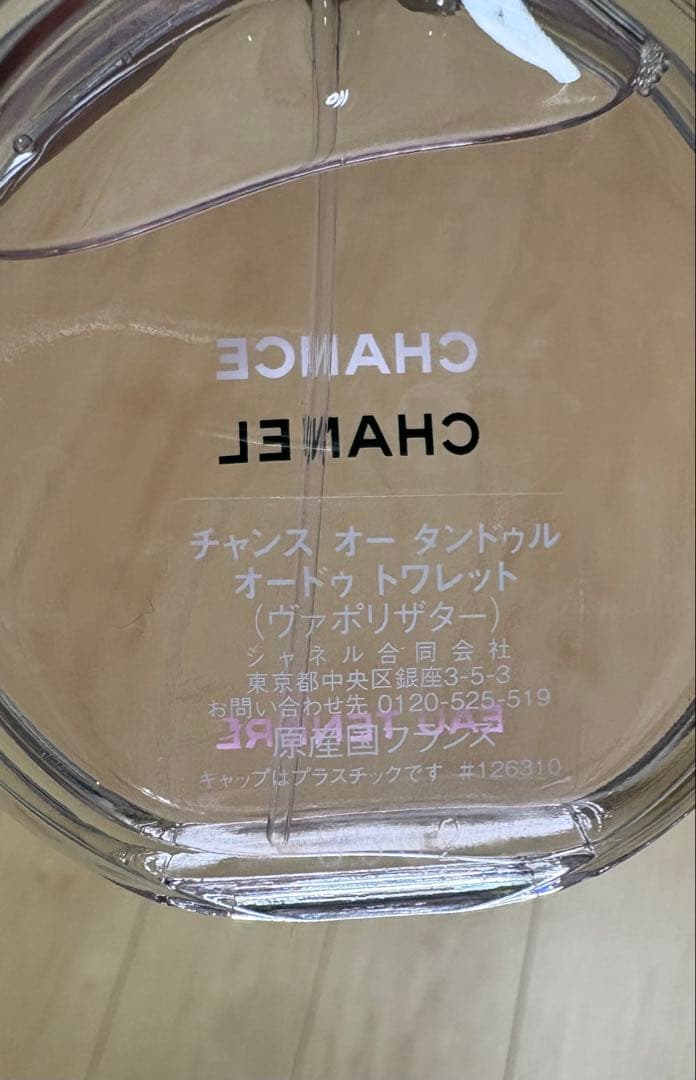 CHANCE
CHANEL
チャンス オー タンドゥル
オードゥ トワレット
(ヴァポリザター)
シャネル合同会社
東京都中央区銀座3-5-3
お問い合わせ先 0120-525-519
EAU TENDRE
原産国フランス
キャップはプラスチックです #126310